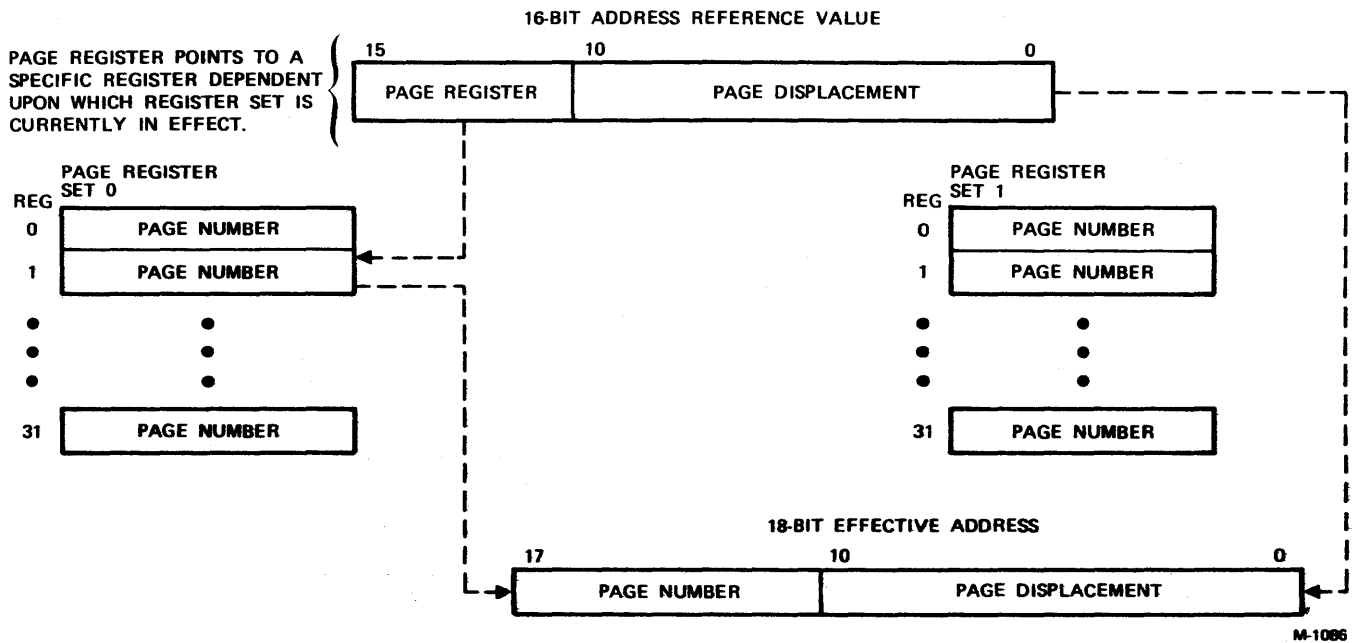 16-BIT ADDRESS REFERENCE VALUE
PAGE REGISTER POINTS TO A
SPECIFIC REGISTER DEPENDENT
UPON WHICH REGISTER SET IS
CURRENTLY IN EFFECT.
15 10 0
PAGE REGISTER PAGE DISPLACEMENT
PAGE REGISTER
SET 0
REG
0 PAGE NUMBER
1 PAGE NUMBER
31 PAGE NUMBER
PAGE REGISTER
SET 1
REG
0 PAGE NUMBER
1 PAGE NUMBER
31 PAGE NUMBER
18-BIT EFFECTIVE ADDRESS
17 10 0
PAGE NUMBER PAGE DISPLACEMENT
M-1086